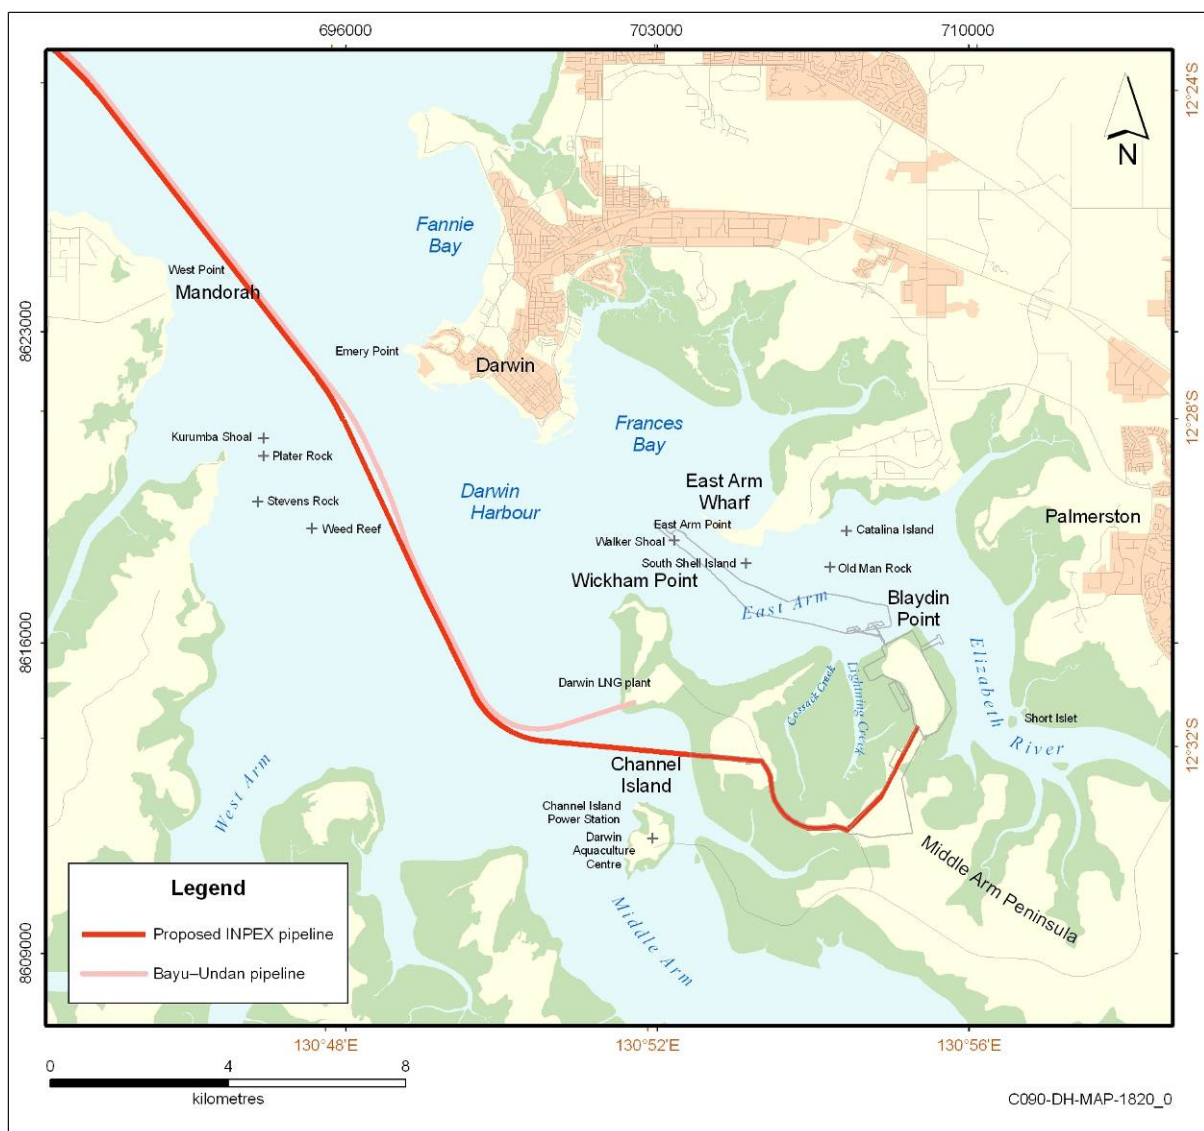 696000
703000
710000
12°24'S
N
Fannie
Bay
West Point
Mandorah
8623000
Emery Point
Darwin
12°28'S
Frances
Bay
Kurumba Shoal
Plater Rock
Stevens Rock
Weed Reef
Darwin
Harbour
East Arm
Wharf
East Arm Point
Walker Shoal
South Shell Island
Catalina Island
Old Man Rock
Palmerston
Wickham Point
East Arm
Blaydin
Point
8616000
Elizabeth
River
Darwin LNG plant
Cossack Creek
Lightning Creek
Short Islet
12°32'S
Channel
Island
Channel Island
Power Station
Darwin
Aquaculture
Centre
West Arm
Middle Arm
Middle Arm Peninsula
8609000
Legend
Proposed INPEX pipeline
Bayu–Undan pipeline
130°48'E
130°52'E
130°56'E
0 4 8
kilometres
C090-DH-MAP-1820_0